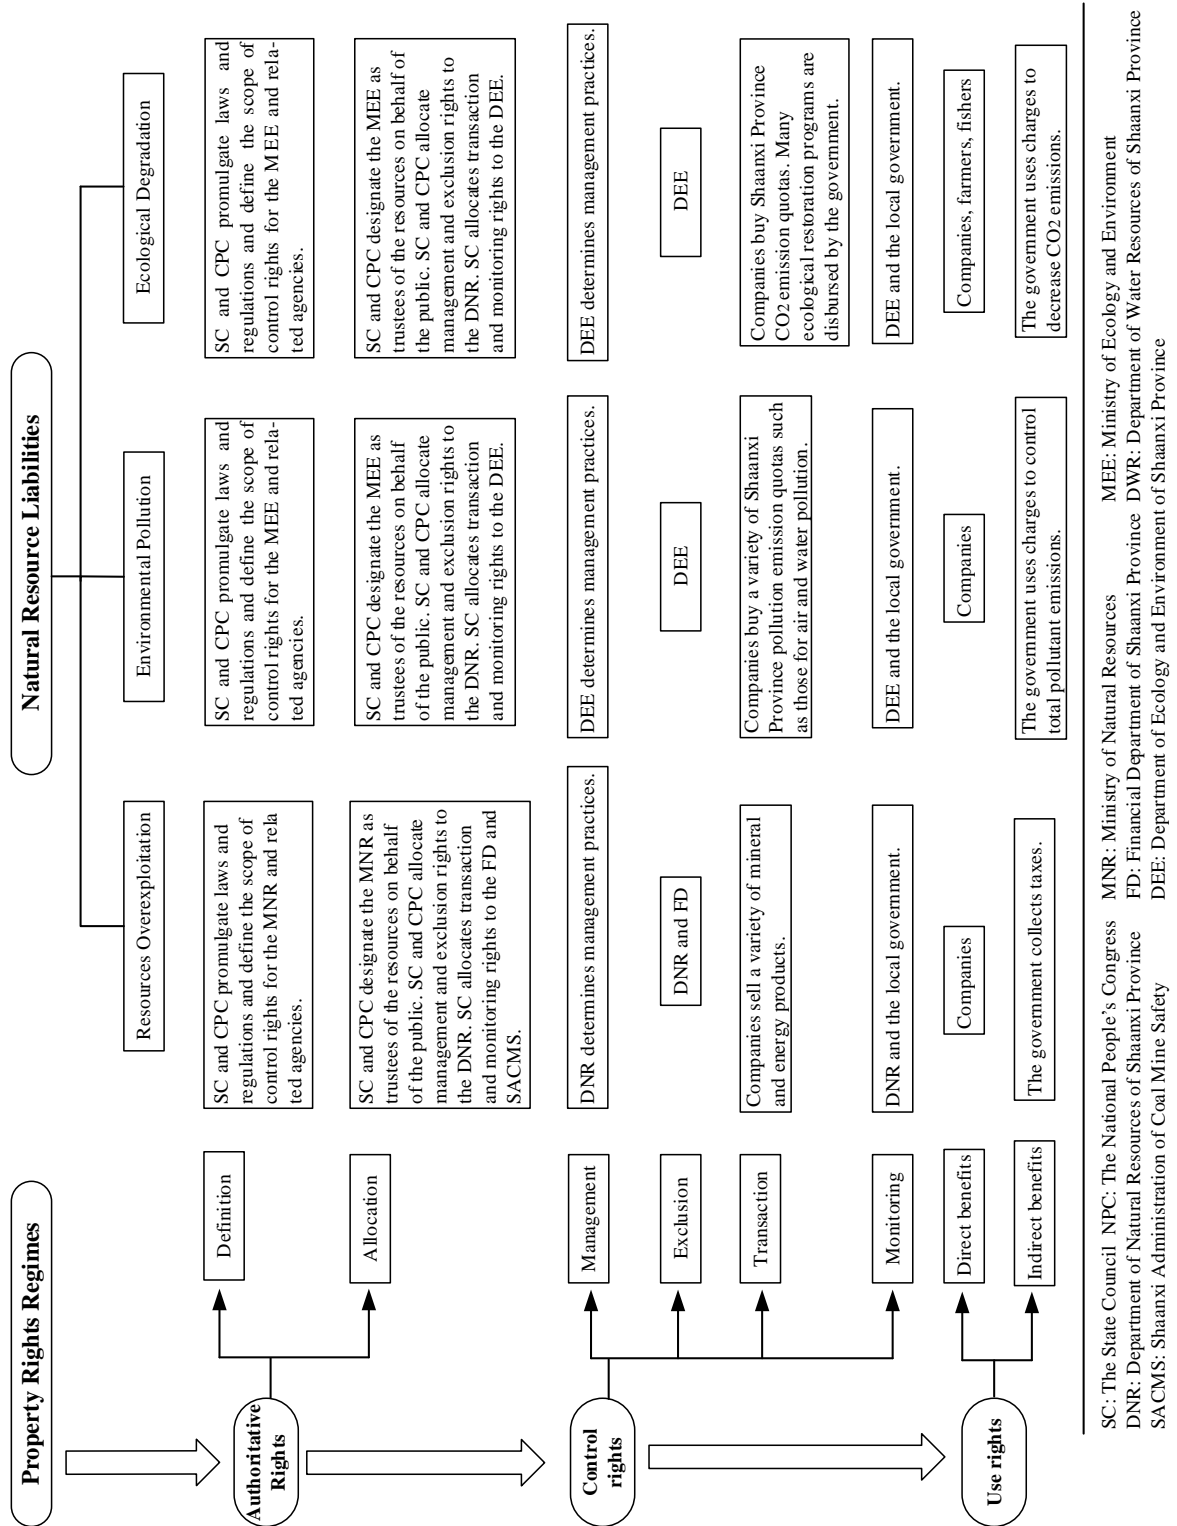 Property Rights Regimes
Natural Resource Liabilities
Resources Overexploitation
Environmental Pollution
Ecological Degradation
Authoritative
Rights
Definition
SC and CPC promulgate laws and
regulations and define the scope of
control rights for the MNR and rela
ted agencies.
SC and CPC promulgate laws and
regulations and define the scope of
control rights for the MEE and rela-
ted agencies.
SC and CPC promulgate laws and
regulations and define the scope of
control rights for the MEE and rela-
ted agencies.
Allocation
SC and CPC designate the MNR as
trustees of the resources on behalf
of the public. SC and CPC allocate
management and exclusion rights to
the DNR. SC allocates transaction
and monitoring rights to the FD and
SACMS.
SC and CPC designate the MEE as
trustees of the resources on behalf
of the public. SC and CPC allocate
management and exclusion rights to
the DNR. SC allocates transaction
and monitoring rights to the DEE.
SC and CPC designate the MEE as
trustees of the resources on behalf of
the public. SC and CPC allocate
management and exclusion rights to
the DNR. SC allocates transaction
and monitoring rights to the DEE.
Control
rights
Management
DNR determines management practices.
DEE determines management practices.
DEE determines management practices.
Exclusion
DNR and FD
DEE
DEE
Transaction
Companies sell a variety of mineral
and energy products.
Companies buy a variety of Shaanxi
Province pollution emission quotas such
as those for air and water pollution.
Companies buy Shaanxi Province
CO2 emission quotas. Many
ecological restoration programs are
disbursed by the government.
Monitoring
DNR and the local government.
DEE and the local government.
DEE and the local government.
Use rights
Direct benefits
Companies
Companies
Companies, farmers, fishers
Indirect benefits
The government collects taxes.
The government uses charges to control
total pollutant emissions.
The government uses charges to
decrease CO2 emissions.
SC: The State Council NPC: The National People's Congress MNR: Ministry of Natural Resources MEE: Ministry of Ecology and Environment
DNR: Department of Natural Resources of Shaanxi Province FD: Financial Department of Shaanxi Province DWR: Department of Water Resources of Shaanxi Province
SACMS: Shaanxi Administration of Coal Mine Safety DEE: Department of Ecology and Environment of Shaanxi Province